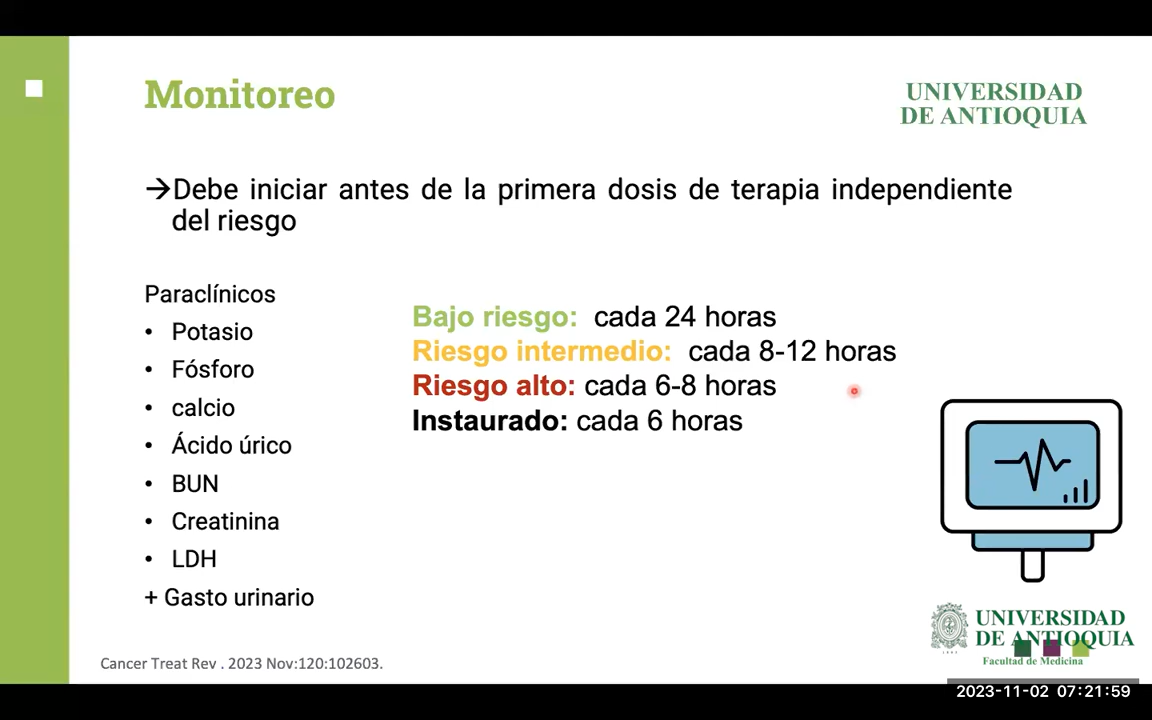 Monitoreo
UNIVERSIDAD
DE ANTIOQUIA
→Debe iniciar antes de la primera dosis de terapia independiente
del riesgo
Paraclínicos
• Potasio
• Fósforo
• calcio
• Ácido úrico
• BUN
• Creatinina
• LDH
+ Gasto urinario
Bajo riesgo: cada 24 horas
Riesgo intermedio: cada 8-12 horas
Riesgo alto: cada 6-8 horas
Instaurado: cada 6 horas
UNIVERSIDAD
DE ANTIOQUIA
Facultad de Medicina
Cancer Treat Rev . 2023 Nov:120:102603.
2023-11-02 07:21:59